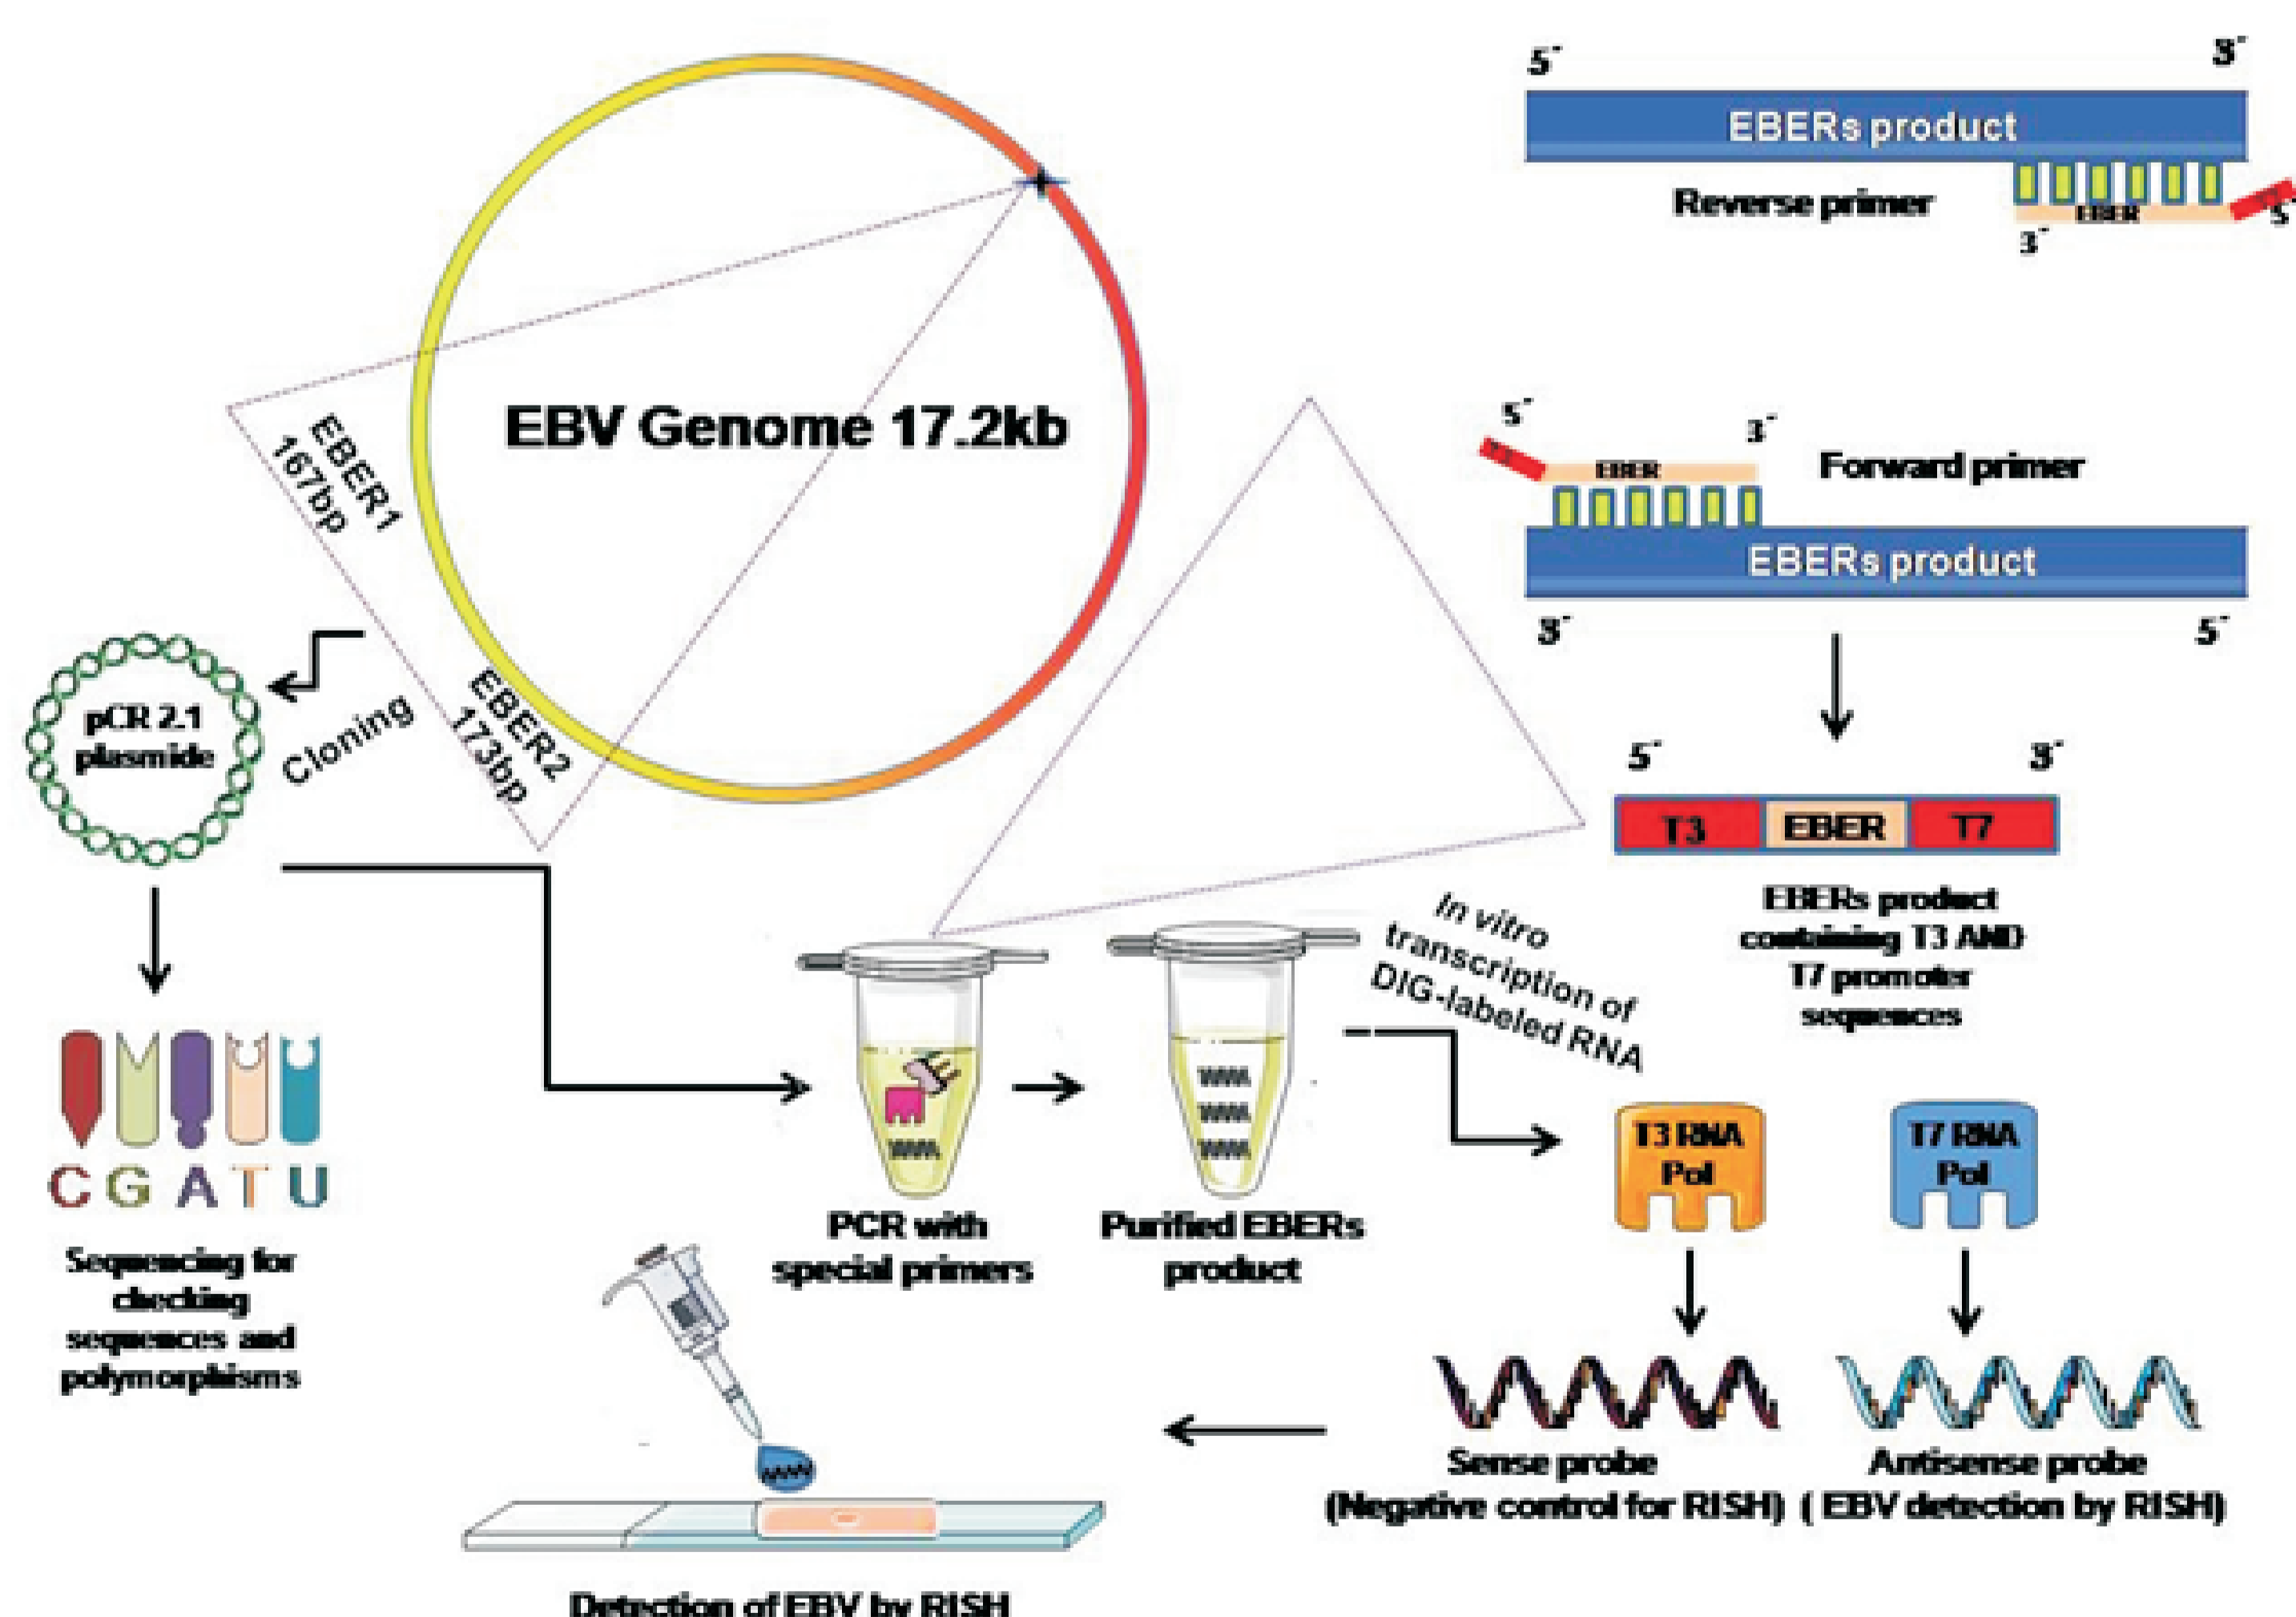 5´ 3´
EBERs product
Reverse primer
EBER
5´
3´
EBV Genome 17.2kb
EBER1
167bp
EBER2
173bp
5´ 3´
EBER
Forward primer
EBERs product
3´ 5´
pCR 2.1
plasmide
Cloning
5´ 3´
T3 EBER T7
EBERs product
containing T3 AND
T7 promoter
sequences
In vitro
transcription of
DIG-labeled RNA
C G A T U
Sequencing for
checking
sequences and
polymorphisms
PCR with
special primers
Purified EBERs
product
T3 RNA
Pol
T7 RNA
Pol
Sense probe
(Negative control for RISH)
Antisense probe
( EBV detection by RISH)
Detection of EBV by RISH